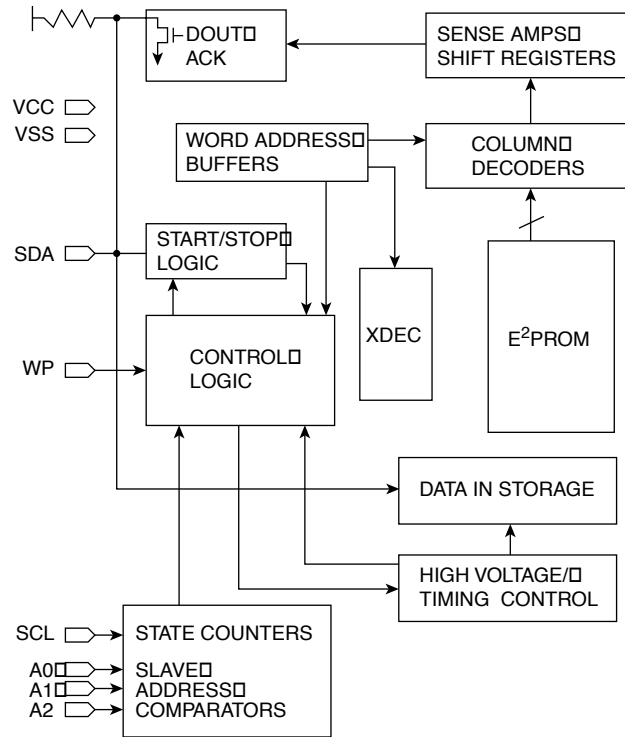 DOUT
ACK
SENSE AMPS
SHIFT REGISTERS
VCC
VSS
WORD ADDRESS
BUFFERS
COLUMN
DECODERS
SDA
START/STOP
LOGIC
XDEC
E²PROM
WP
CONTROL
LOGIC
DATA IN STORAGE
HIGH VOLTAGE/
TIMING CONTROL
SCL
STATE COUNTERS
A0
SLAVE
A1
ADDRESS
A2
COMPARATORS